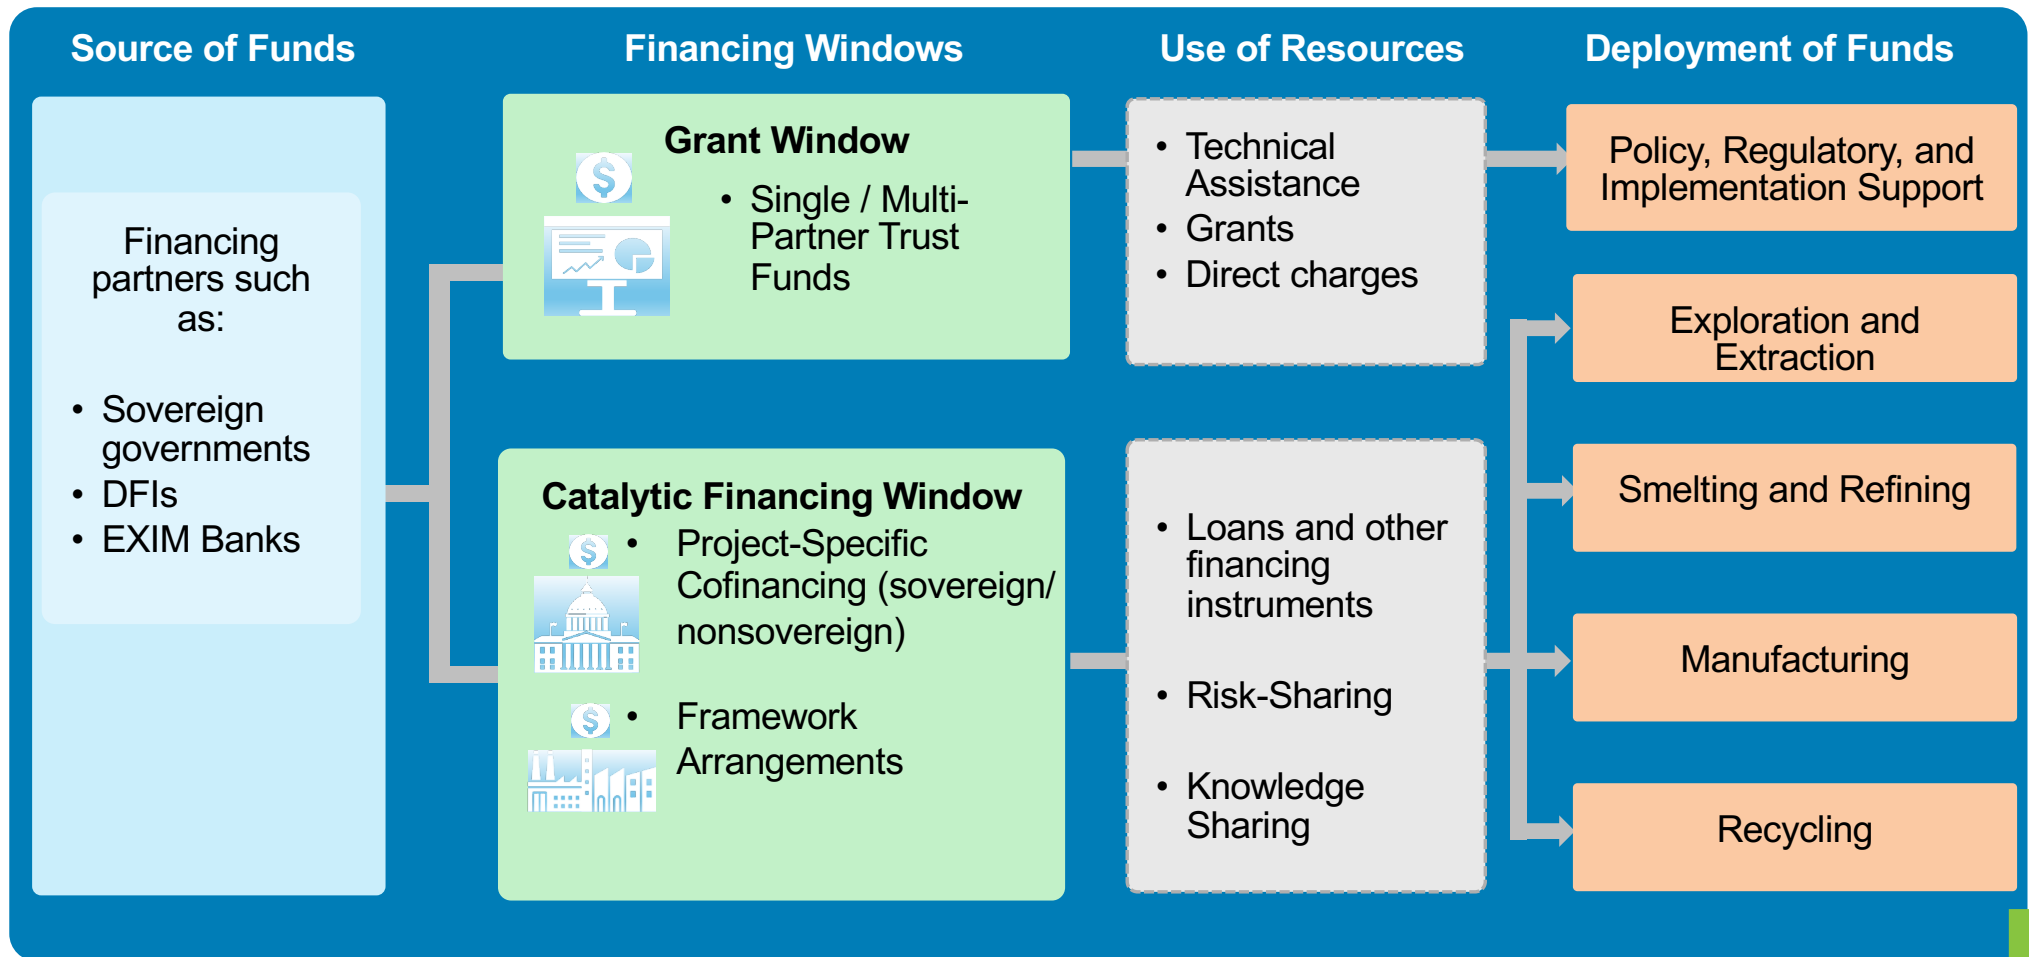 Source of Funds
Financing Windows
Use of Resources
Deployment of Funds
Financing
partners such
as:
• Sovereign
governments
• DFIs
• EXIM Banks
Grant Window
$
• Single / Multi-
Partner Trust
Funds
Catalytic Financing Window
$
• Project-Specific
Cofinancing (sovereign/
nonsovereign)
$
• Framework
Arrangements
• Technical
Assistance
• Grants
• Direct charges
• Loans and other
financing
instruments
• Risk-Sharing
• Knowledge
Sharing
Policy, Regulatory, and
Implementation Support
Exploration and
Extraction
Smelting and Refining
Manufacturing
Recycling